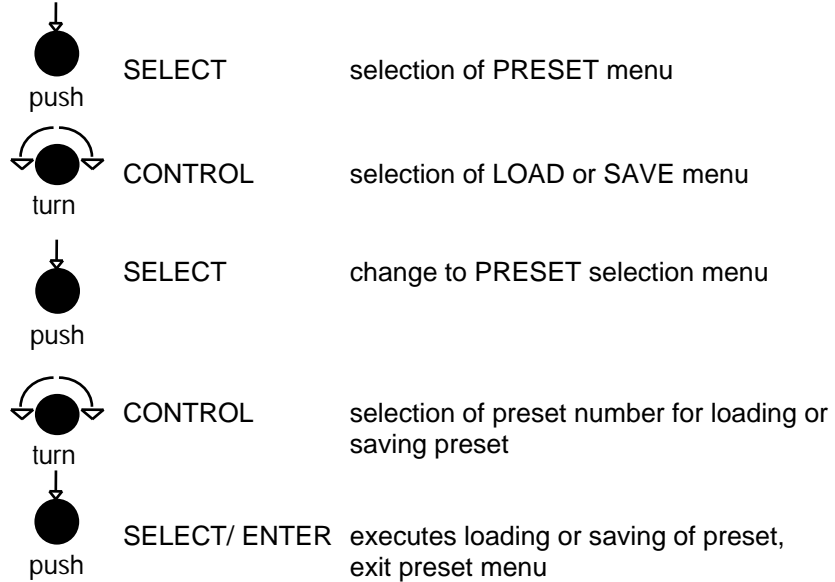 SELECT selection of PRESET menu
push
CONTROL selection of LOAD or SAVE menu
turn
SELECT change to PRESET selection menu
push
CONTROL selection of preset number for loading or
saving preset
turn
SELECT/ ENTER executes loading or saving of preset,
push
exit preset menu